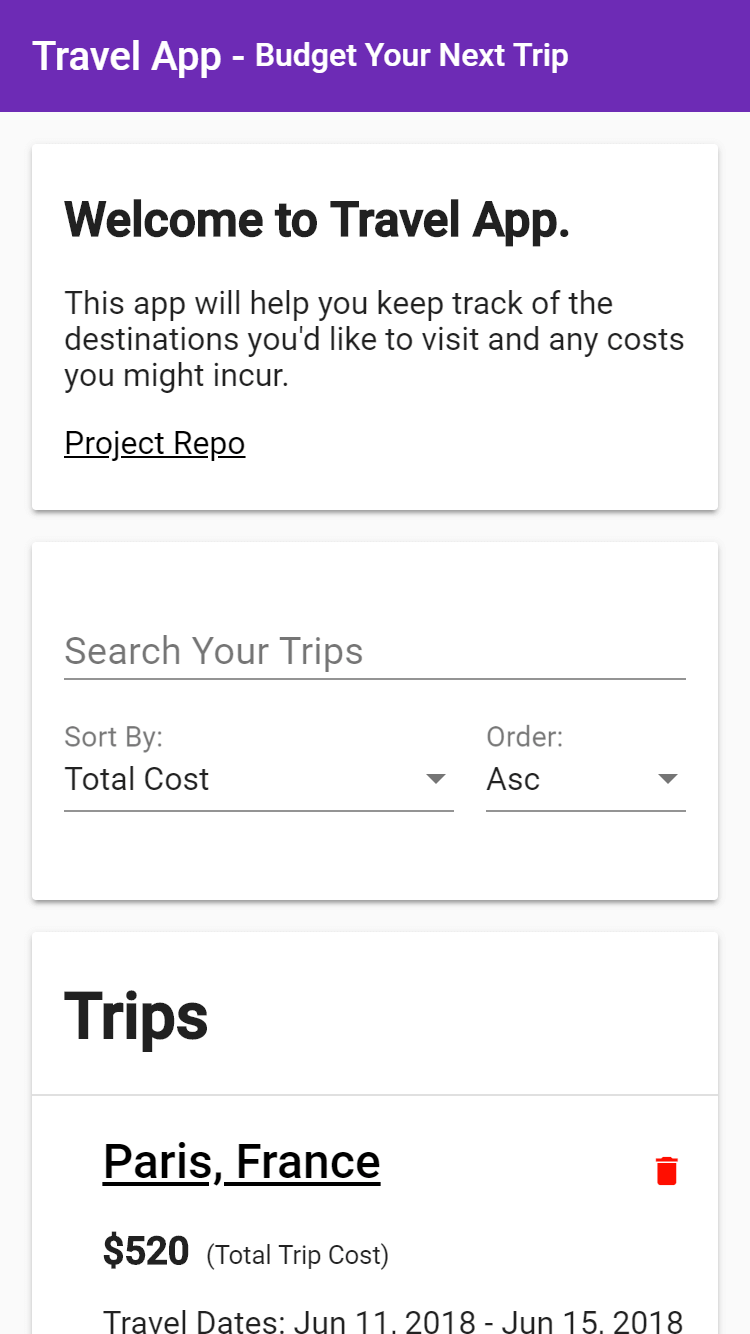 Travel App - Budget Your Next Trip
Welcome to Travel App.
This app will help you keep track of the
destinations you'd like to visit and any costs
you might incur.
Project Repo
Search Your Trips
Sort By:
Order:
Total Cost
Asc
Trips
Paris, France
$520 (Total Trip Cost)
Travel Dates: Jun 11, 2018 - Jun 15, 2018